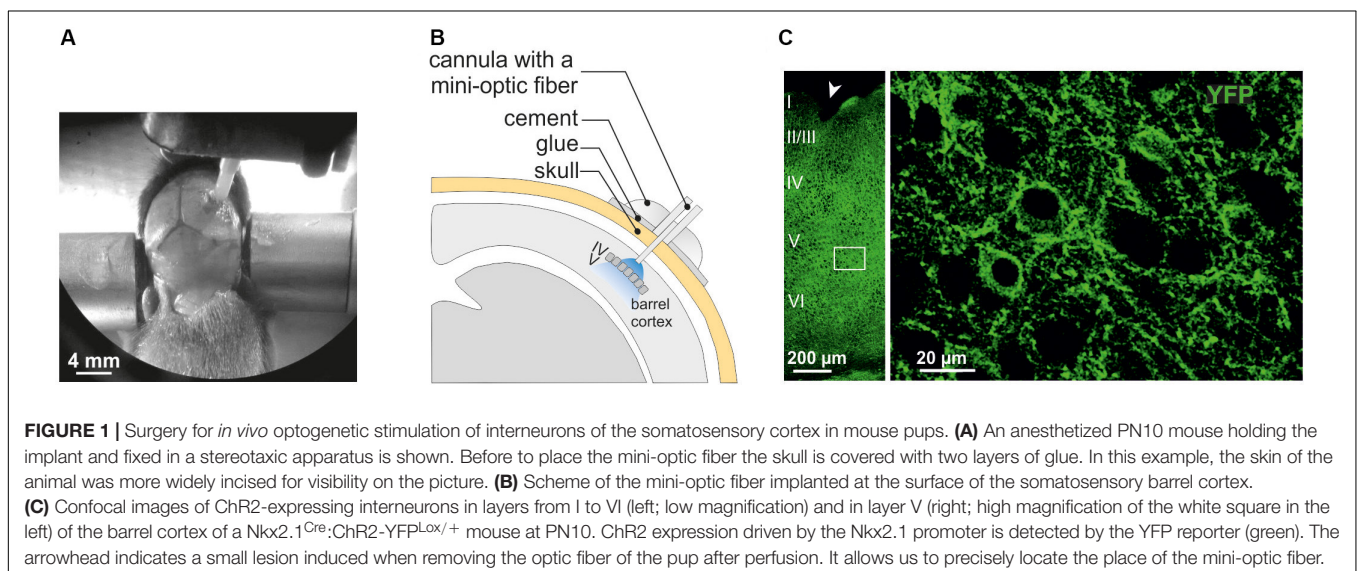 A
4 mm
B
cannula with a
mini-optic fiber
cement
glue
skull
IV
V
barrel
cortex
C
I
II/III
IV
V
VI
200 µm
YFP
20 µm
FIGURE 1 | Surgery for in vivo optogenetic stimulation of interneurons of the somatosensory cortex in mouse pups. (A) An anesthetized PN10 mouse holding the
implant and fixed in a stereotaxic apparatus is shown. Before to place the mini-optic fiber the skull is covered with two layers of glue. In this example, the skin of the
animal was more widely incised for visibility on the picture. (B) Scheme of the mini-optic fiber implanted at the surface of the somatosensory barrel cortex.
(C) Confocal images of ChR2-expressing interneurons in layers from I to VI (left; low magnification) and in layer V (right; high magnification of the white square in the
left) of the barrel cortex of a Nkx2.1Cre:ChR2-YFPLox/+ mouse at PN10. ChR2 expression driven by the Nkx2.1 promoter is detected by the YFP reporter (green). The
arrowhead indicates a small lesion induced when removing the optic fiber of the pup after perfusion. It allows us to precisely locate the place of the mini-optic fiber.